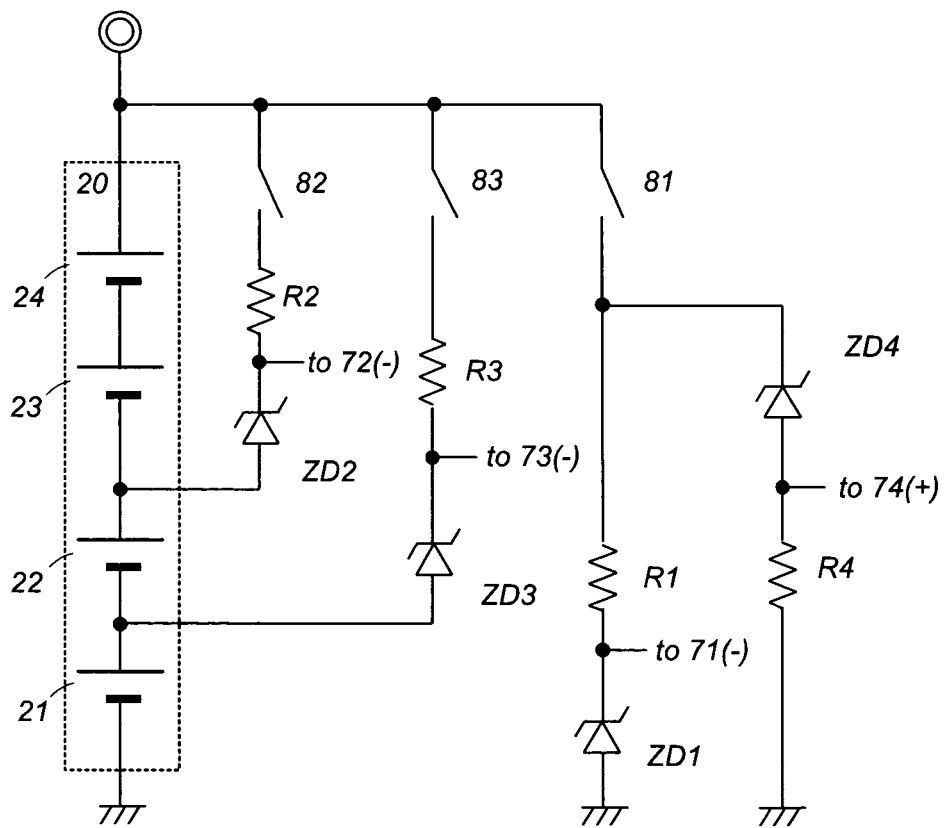 20
82
83
81
24
R2
to 72(-)
R3
ZD4
23
ZD2
to 73(-)
to 74(+)
22
ZD3
R1
R4
21
to 71(-)
ZD1